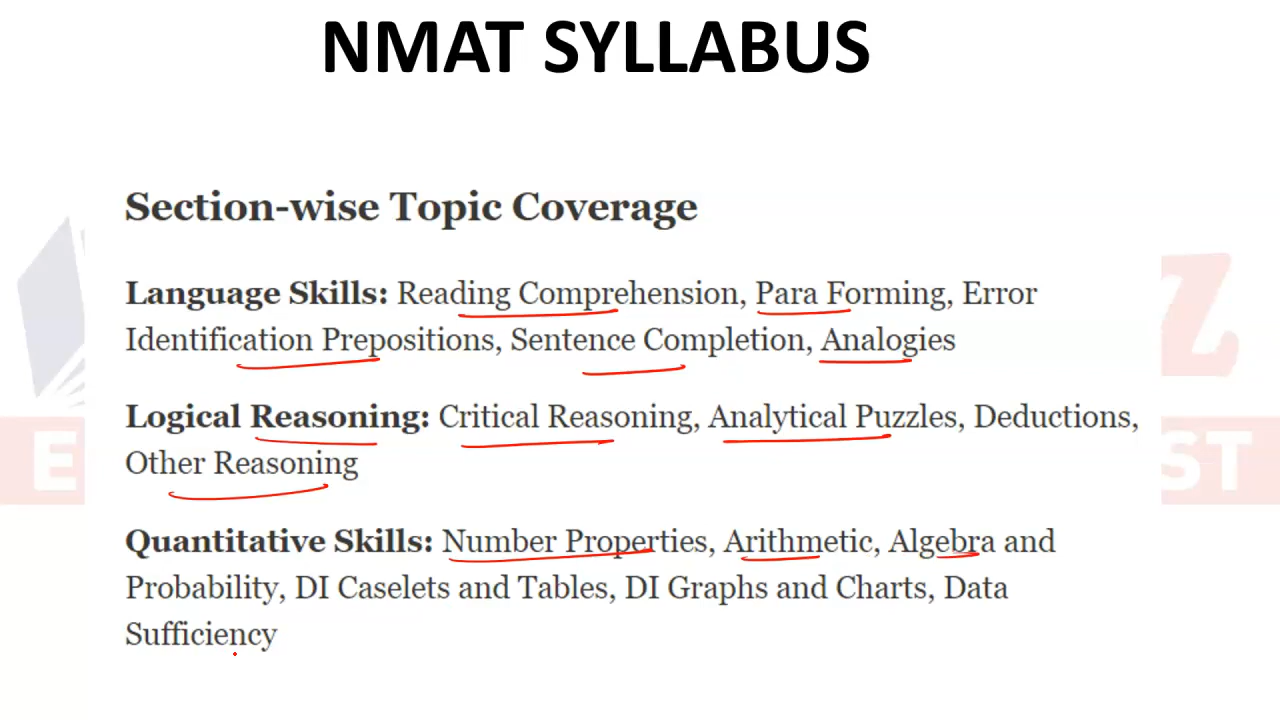 NMAT SYLLABUS
Section-wise Topic Coverage
Language Skills: Reading Comprehension, Para Forming, Error
Identification Prepositions, Sentence Completion, Analogies
Logical Reasoning: Critical Reasoning, Analytical Puzzles, Deductions,
Other Reasoning
Quantitative Skills: Number Properties, Arithmetic, Algebra and
Probability, DI Caselets and Tables, DI Graphs and Charts, Data
Sufficiency